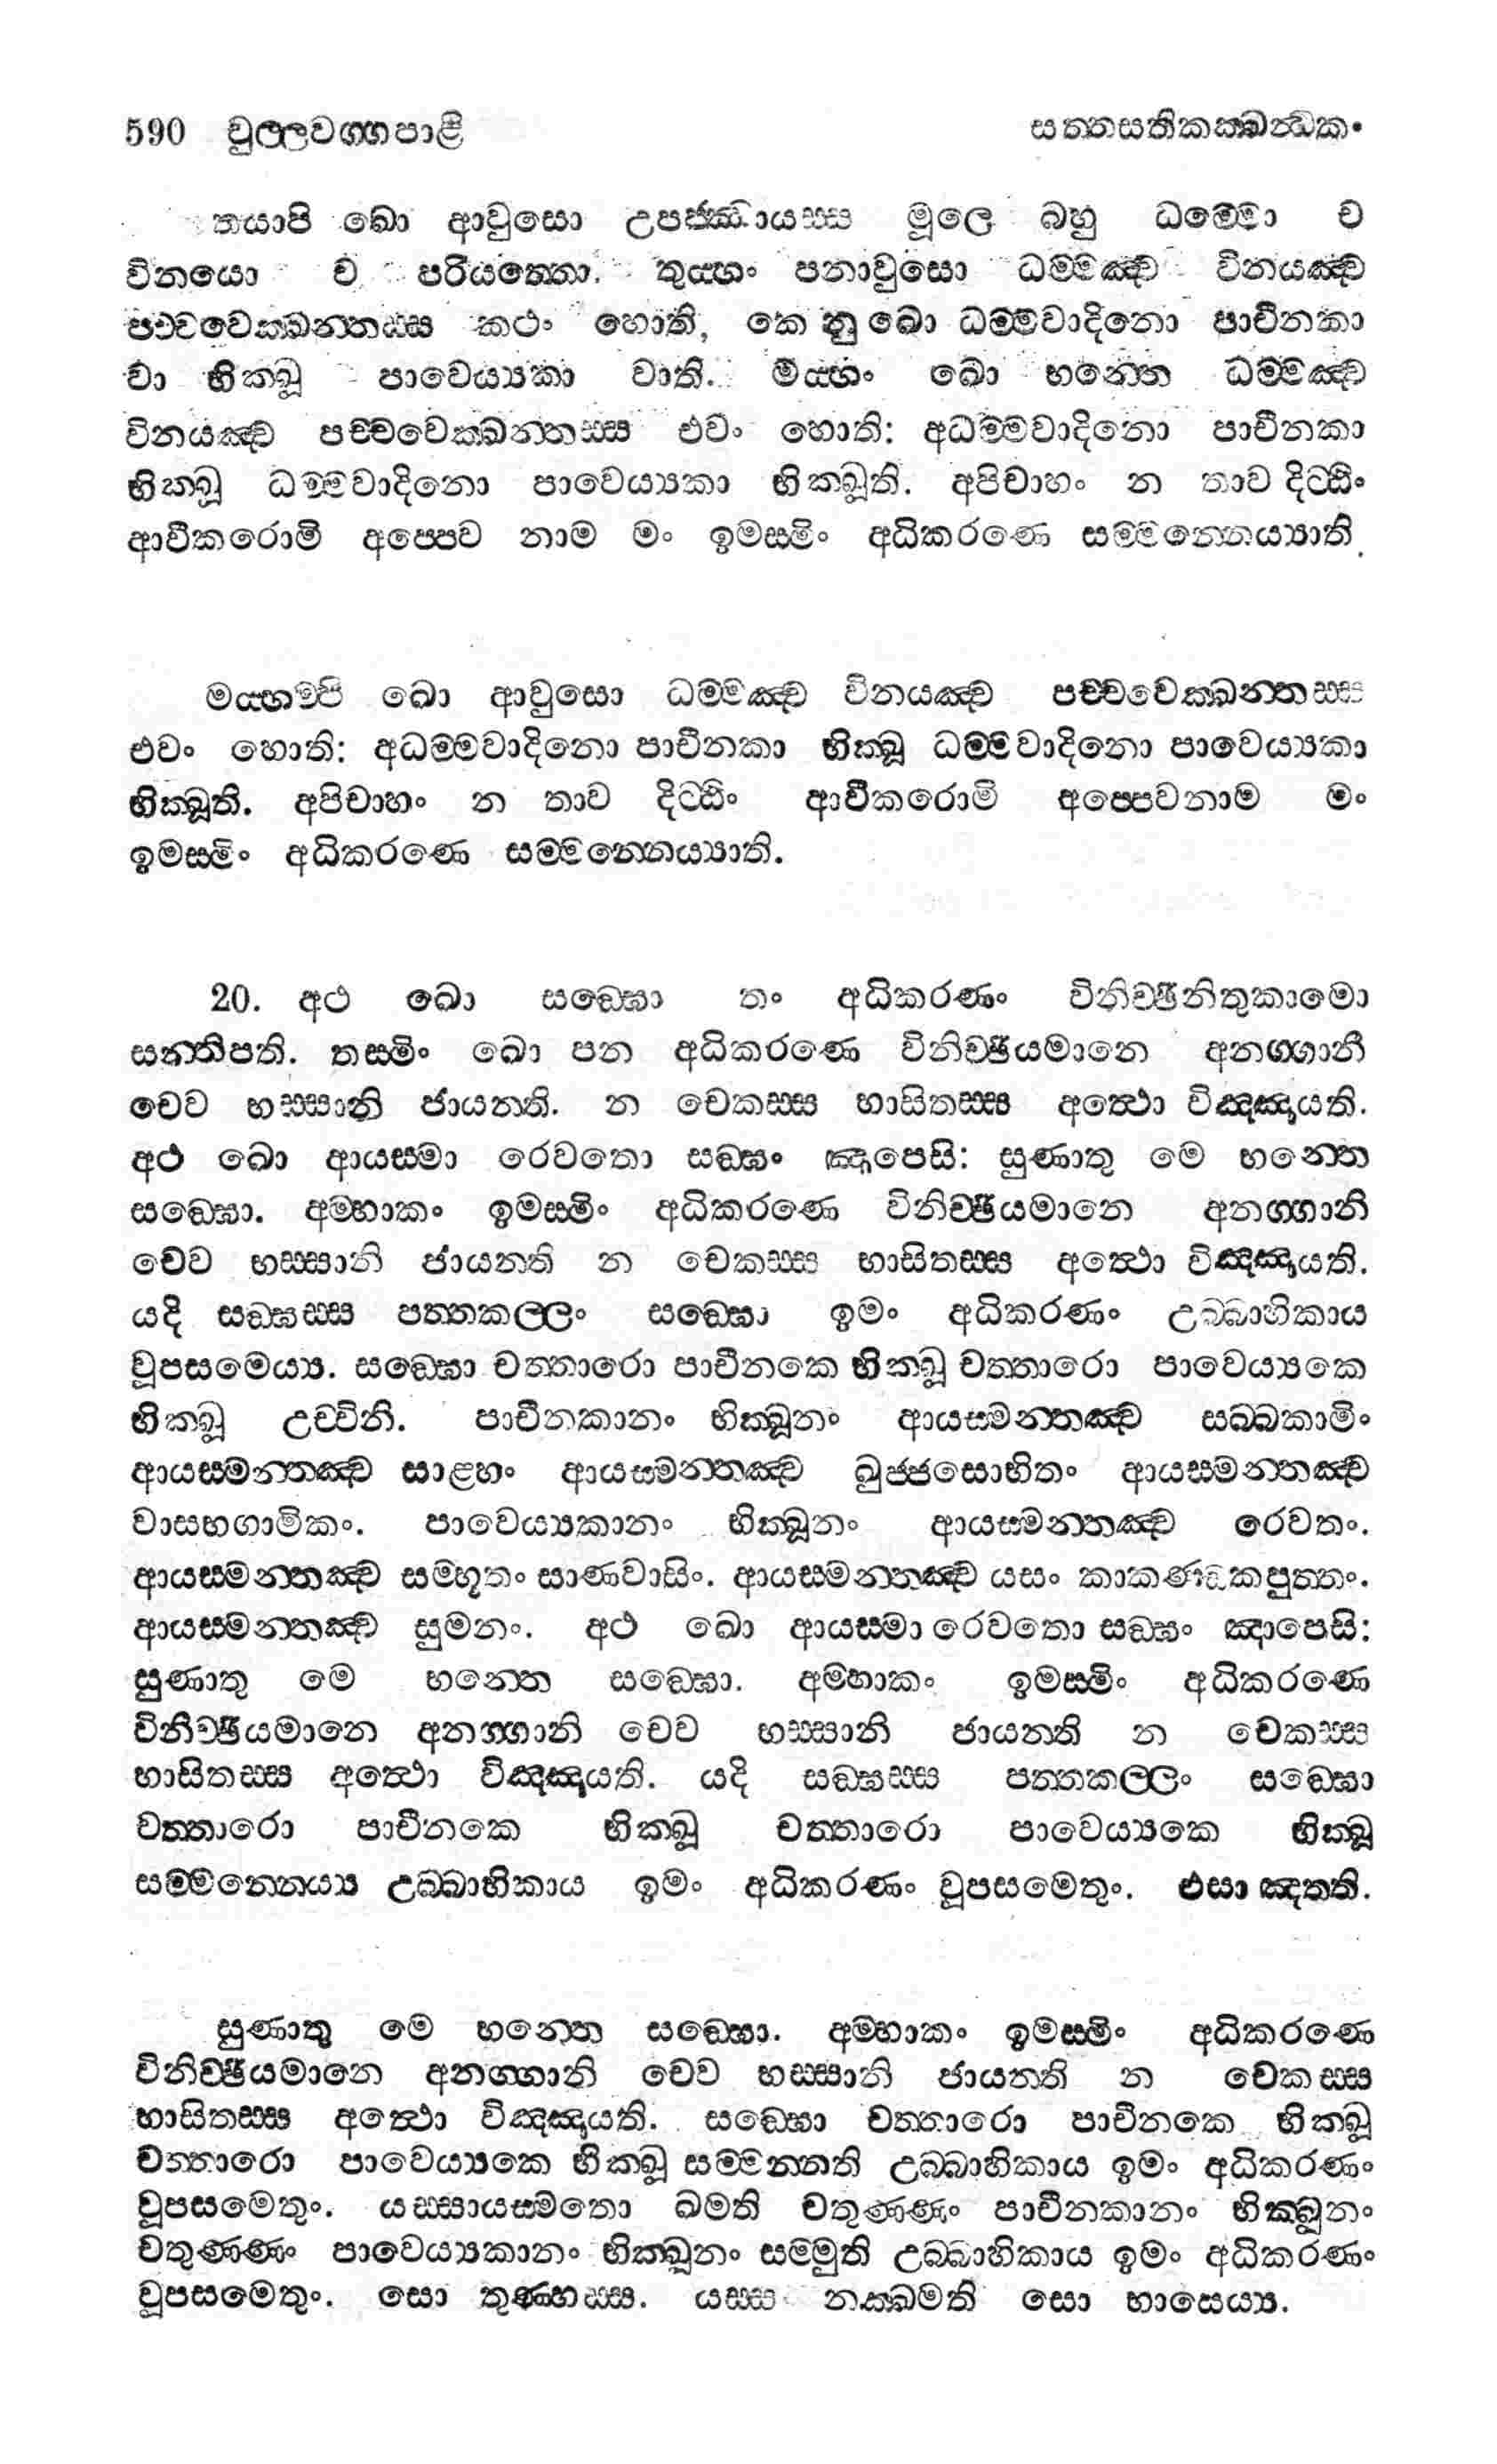 590 චුල්ලවග්ගපාළි සත්තසතිකක්ඛන්ධකං
තයාපි ඛො ආවුසො උපජ්ඣායස්ස මූලෙ බහු ධම්මො ච
විනයො ච පරියත්තො. තුය්හං පනාවුසො ධම්මඤ්ච විනයඤ්ච
පච්චවෙක්ඛන්තස්ස කථං හොති, කෙ නු ඛො ධම්මවාදිනො පාචීනකා
වා භික්ඛූ පාවෙය්‍යකා වාති. මය්හං ඛො භන්තෙ ධම්මඤ්ච
විනයඤ්ච පච්චවෙක්ඛන්තස්ස එවං හොති: අධම්මවාදිනො පාචීනකා
භික්ඛූ ධම්මවාදිනො පාවෙය්‍යකා භික්ඛූති. අපිචාහං න තාව දිට්ඨිං
ආවීකරොමි අප්පෙව නාම මං ඉමස්මිං අධිකරණෙ සම්මන්නෙය්‍යාති.
මය්හම්පි ඛො ආවුසො ධම්මඤ්ච විනයඤ්ච පච්චවෙක්ඛන්තස්ස
එවං හොති: අධම්මවාදිනො පාචීනකා භික්ඛූ ධම්මවාදිනො පාවෙය්‍යකා
භික්ඛූති. අපිචාහං න තාව දිට්ඨිං ආවීකරොමි අප්පෙවනාම මං
ඉමස්මිං අධිකරණෙ සම්මන්නෙය්‍යාති.
20. අථ ඛො සඞ්ඝො තං අධිකරණං විනිච්ඡිනිතුකාමො
සන්තිපති. තස්මිං ඛො පන අධිකරණෙ විනිච්ඡියමානෙ අනග්ගානි
චෙව භස්සානි ජායන්ති. න චෙකස්ස භාසිතස්ස අත්ථො විඤ්ඤායති.
අථ ඛො ආයස්මා රෙවතො සඞ්ඝං ඤාපෙසි: සුණාතු මෙ භන්තෙ
සඞ්ඝො. අම්හාකං ඉමස්මිං අධිකරණෙ විනිච්ඡියමානෙ අනග්ගානි
චෙව භස්සානි ජායන්ති න චෙකස්ස භාසිතස්ස අත්ථො විඤ්ඤායති.
යදි සඞ්ඝස්ස පත්තකල්ලං සඞ්ඝො ඉමං අධිකරණං උබ්බාහිකාය
වූපසමෙය්‍ය. සඞ්ඝො චත්තාරො පාචීනකෙ භික්ඛූ චත්තාරො පාවෙය්‍යකෙ
භික්ඛූ උච්චිනි. පාචීනකානං භික්ඛූනං ආයස්මන්තඤ්ච සබ්බකාමිං
ආයස්මන්තඤ්ච සාළ්හං ආයස්මන්තඤ්ච ඛුජ්ජසොභිතං ආයස්මන්තඤ්ච
වාසභගාමිකං. පාවෙය්‍යකානං භික්ඛූනං ආයස්මන්තඤ්ච රෙවතං.
ආයස්මන්තඤ්ච සම්භූතං සාණවාසිං. ආයස්මන්තඤ්ච යසං කාකණ්ඩකපුත්තං.
ආයස්මන්තඤ්ච සුමනං. අථ ඛො ආයස්මා රෙවතො සඞ්ඝං ඤාපෙසි:
සුණාතු මෙ භන්තෙ සඞ්ඝො. අම්හාකං ඉමස්මිං අධිකරණෙ
විනිච්ඡියමානෙ අනග්ගානි චෙව භස්සානි ජායන්ති න චෙකස්ස
භාසිතස්ස අත්ථො විඤ්ඤායති. යදි සඞ්ඝස්ස පත්තකල්ලං සඞ්ඝො
චත්තාරො පාචීනකෙ භික්ඛූ චත්තාරො පාවෙය්‍යකෙ භික්ඛූ
සම්මන්නෙය්‍ය උබ්බාහිකාය ඉමං අධිකරණං වූපසමෙතුං. එසා ඤත්ති.
සුණාතු මෙ භන්තෙ සඞ්ඝො. අම්හාකං ඉමස්මිං අධිකරණෙ
විනිච්ඡියමානෙ අනග්ගානි චෙව භස්සානි ජායන්ති න චෙකස්ස
භාසිතස්ස අත්ථො විඤ්ඤායති. සඞ්ඝො චත්තාරො පාචීනකෙ භික්ඛූ
චත්තාරො පාවෙය්‍යකෙ භික්ඛූ සම්මන්නති උබ්බාහිකාය ඉමං අධිකරණං
වූපසමෙතුං. යස්සායස්මතො ඛමති චතුණ්ණං පාචීනකානං භික්ඛූනං
චතුණ්ණං පාවෙය්‍යකානං භික්ඛූනං සම්මුති උබ්බාහිකාය ඉමං අධිකරණං
වූපසමෙතුං. සො තුණ්හස්ස. යස්ස නක්ඛමති සො භාසෙය්‍ය.